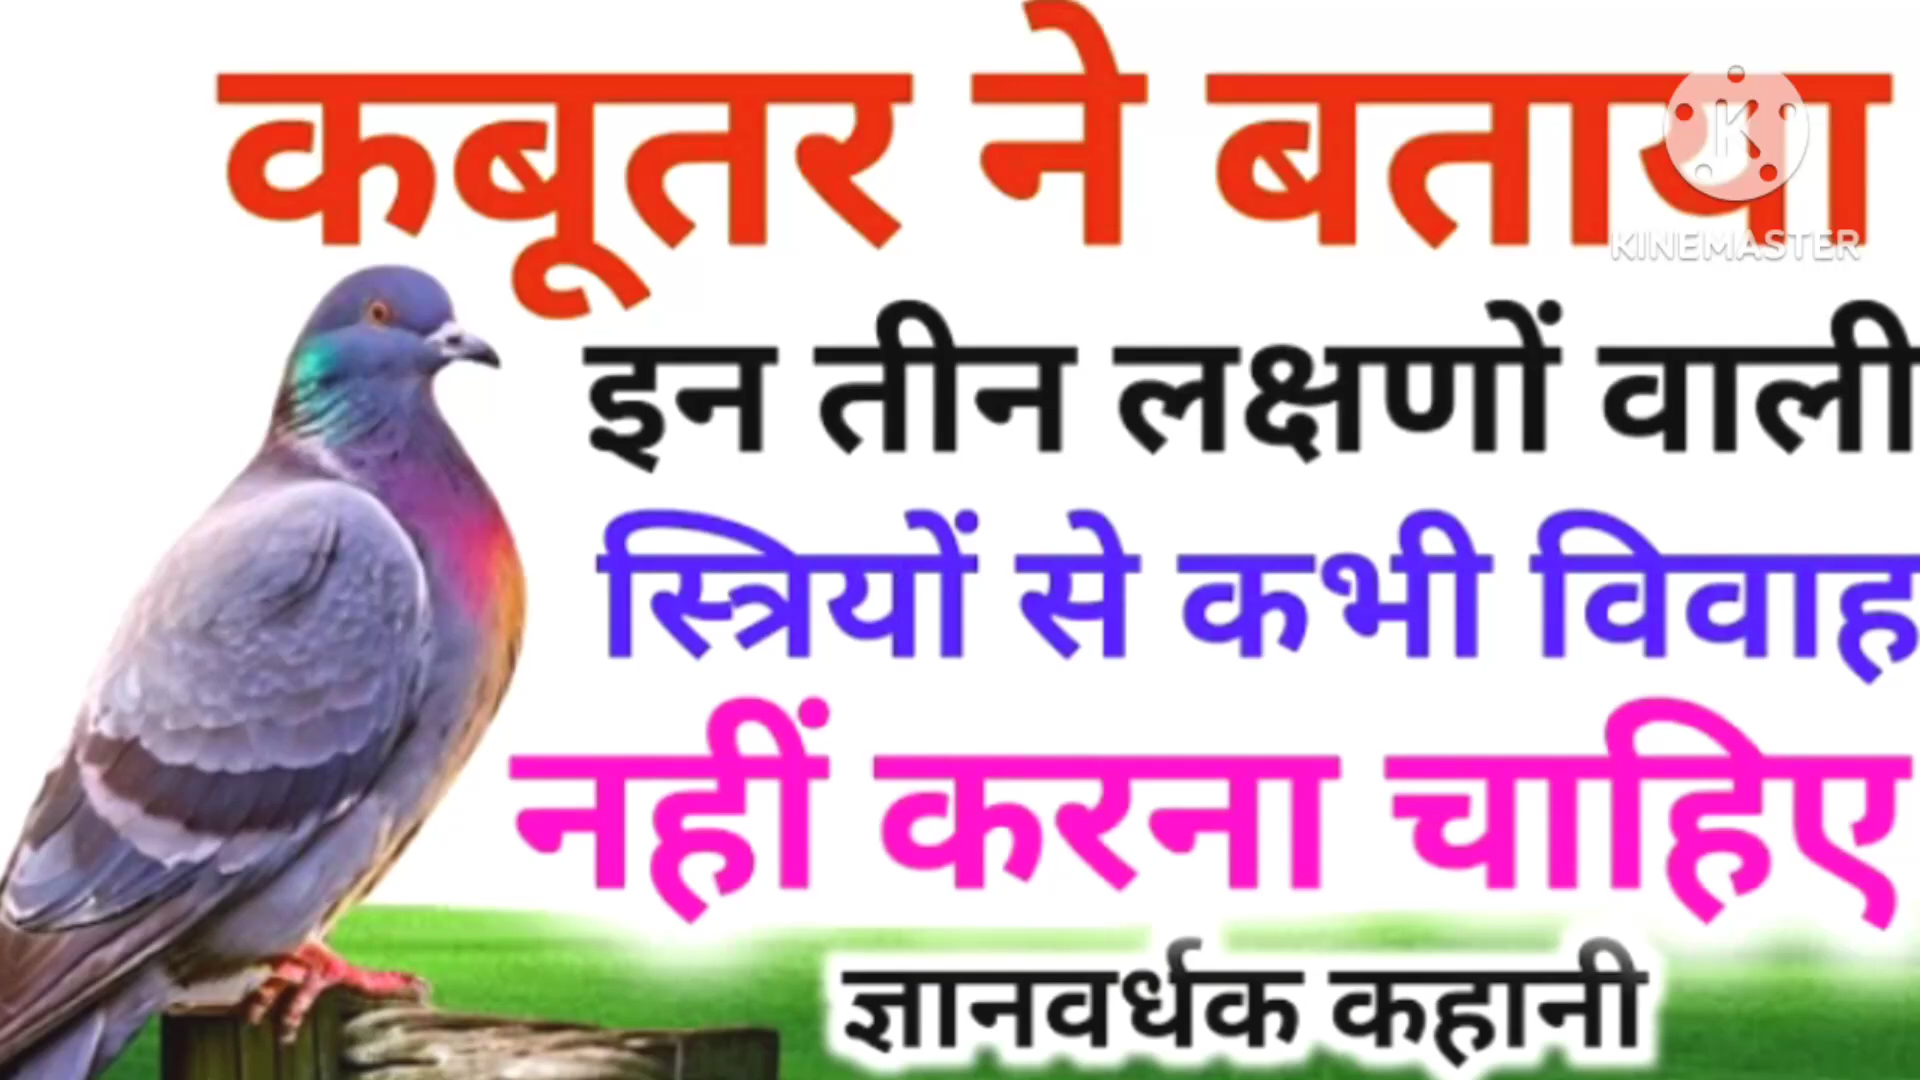 कबूतर ने बताया
KINEMASTER
इन तीन लक्षणों वाली
स्त्रियों से कभी विवाह
नहीं करना चाहिए
ज्ञानवर्धक कहानी